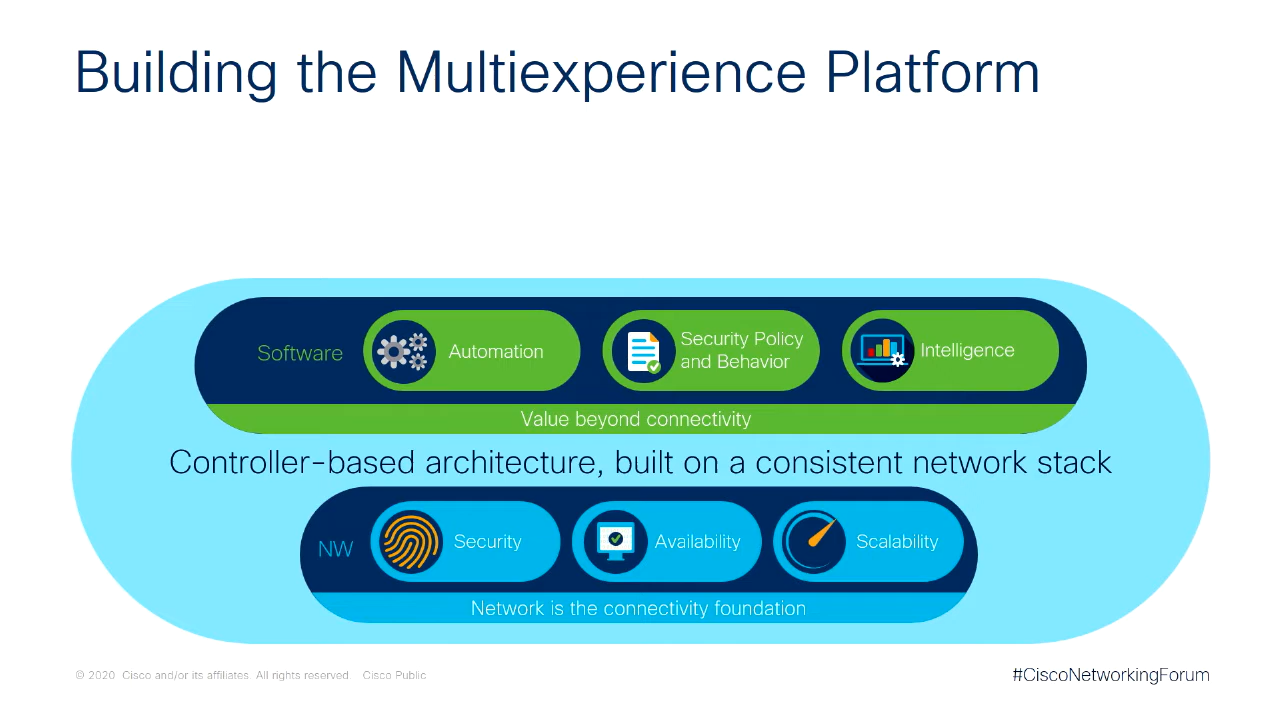 Building the Multiexperience Platform
Software
Automation
Security Policy
and Behavior
Intelligence
Value beyond connectivity
Controller-based architecture, built on a consistent network stack
NW
Security
Availability
Scalability
Network is the connectivity foundation
© 2020 Cisco and/or its affiliates. All rights reserved. Cisco Public
#CiscoNetworkingForum